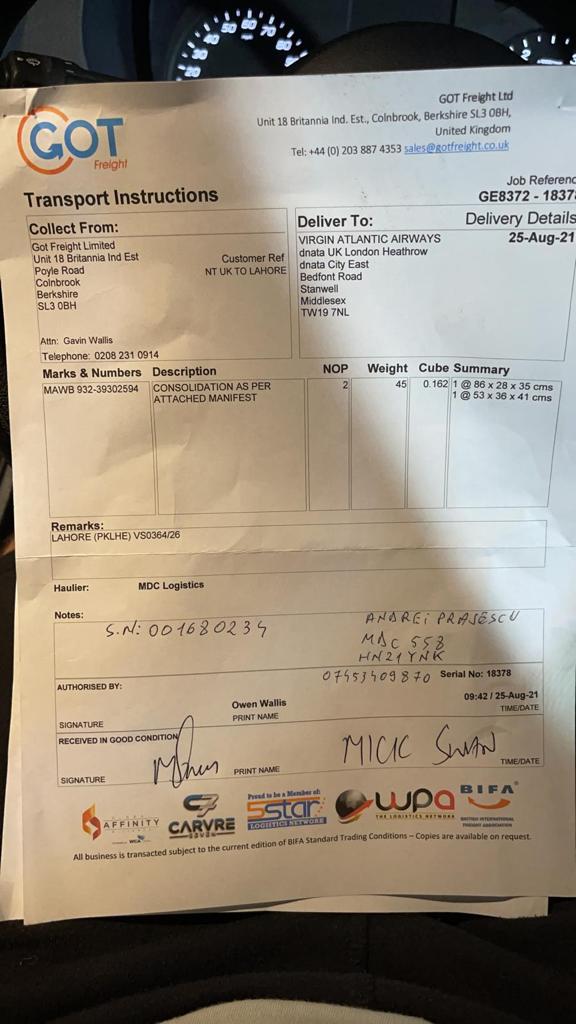 GOT
Freight
GOT Freight Ltd
Unit 18 Britannia Ind. Est., Colnbrook, Berkshire SL3 0BH,
United Kingdom
Tel: +44 (0) 203 887 4353 sales@gotfreight.co.uk
Transport Instructions
Job Referenc
GE8372 - 1837
Collect From:
Got Freight Limited
Unit 18 Britannia Ind Est
Poyle Road
Colnbrook
Berkshire
SL3 0BH
Customer Ref
NT UK TO LAHORE
Attn: Gavin Wallis
Telephone: 0208 231 0914
Deliver To:
VIRGIN ATLANTIC AIRWAYS
dnata UK London Heathrow
dnata City East
Bedfont Road
Stanwell
Middlesex
TW19 7NL
Delivery Details
25-Aug-21
Marks & Numbers Description NOP Weight Cube Summary
MAWB 932-39302594 CONSOLIDATION AS PER 2 45 0.162 1 @ 86 x 28 x 35 cms
ATTACHED MANIFEST 1 @ 53 x 36 x 41 cms
Remarks:
LAHORE (PKLHE) VS0364/26
Haulier: MDC Logistics
Notes:
S.N: 001680234
ANDREI PRAJESCU
MDC 558
HN21YNK
07453409870
Serial No: 18378
AUTHORISED BY:
09:42 / 25-Aug-21
Owen Wallis
SIGNATURE PRINT NAME TIME/DATE
RECEIVED IN GOOD CONDITION
MICK SWAN
SIGNATURE PRINT NAME TIME/DATE
AFFINITY
WCA
CARVRE
SEVEN
Proud to be a Member of:
5star
LOGISTICS NETWORK
wpa
THE LOGISTICS NETWORK
BIFA
BRITISH INTERNATIONAL
FREIGHT ASSOCIATION
All business is transacted subject to the current edition of BIFA Standard Trading Conditions – Copies are available on request.